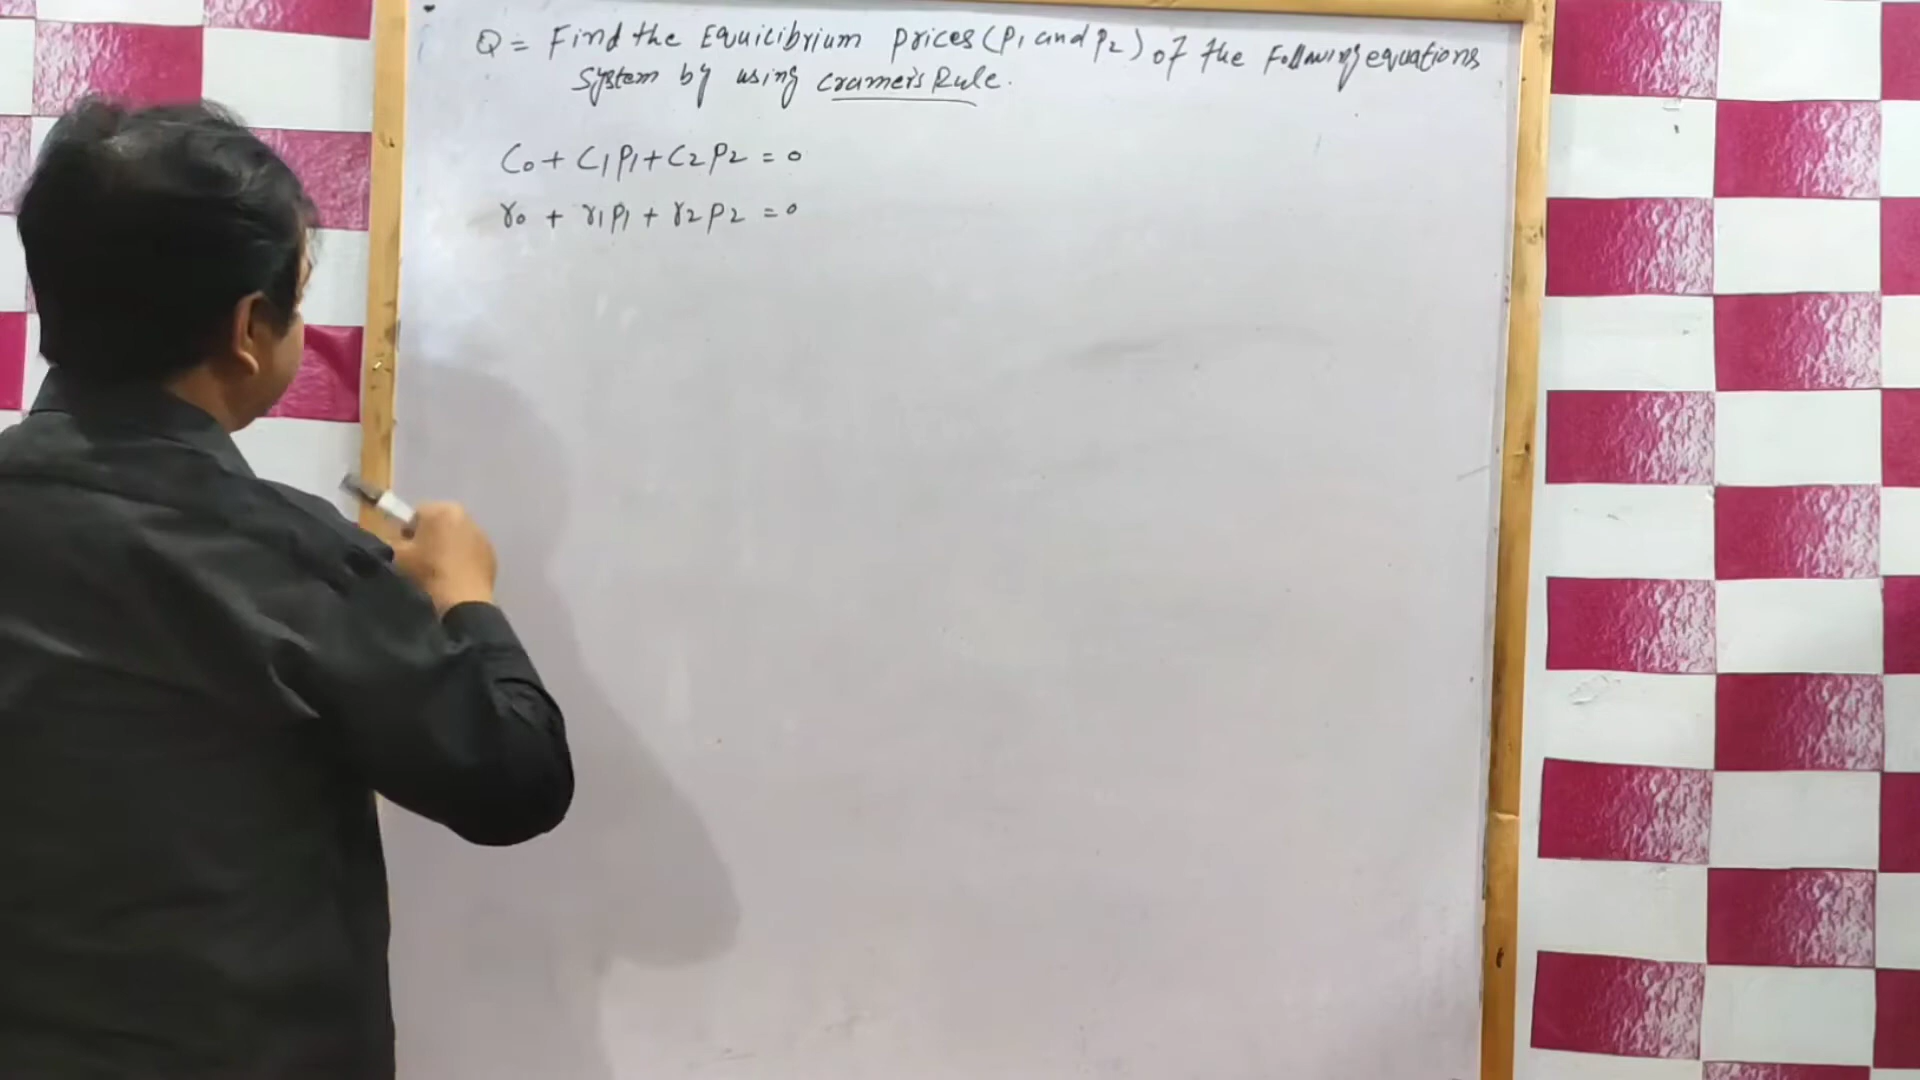 Q = Find the Equilibrium prices (P1 and P2) of the Following equations
System by using Cramer's Rule.
C0 + C1P1 + C2P2 = 0
γ0 + γ1P1 + γ2P2 = 0